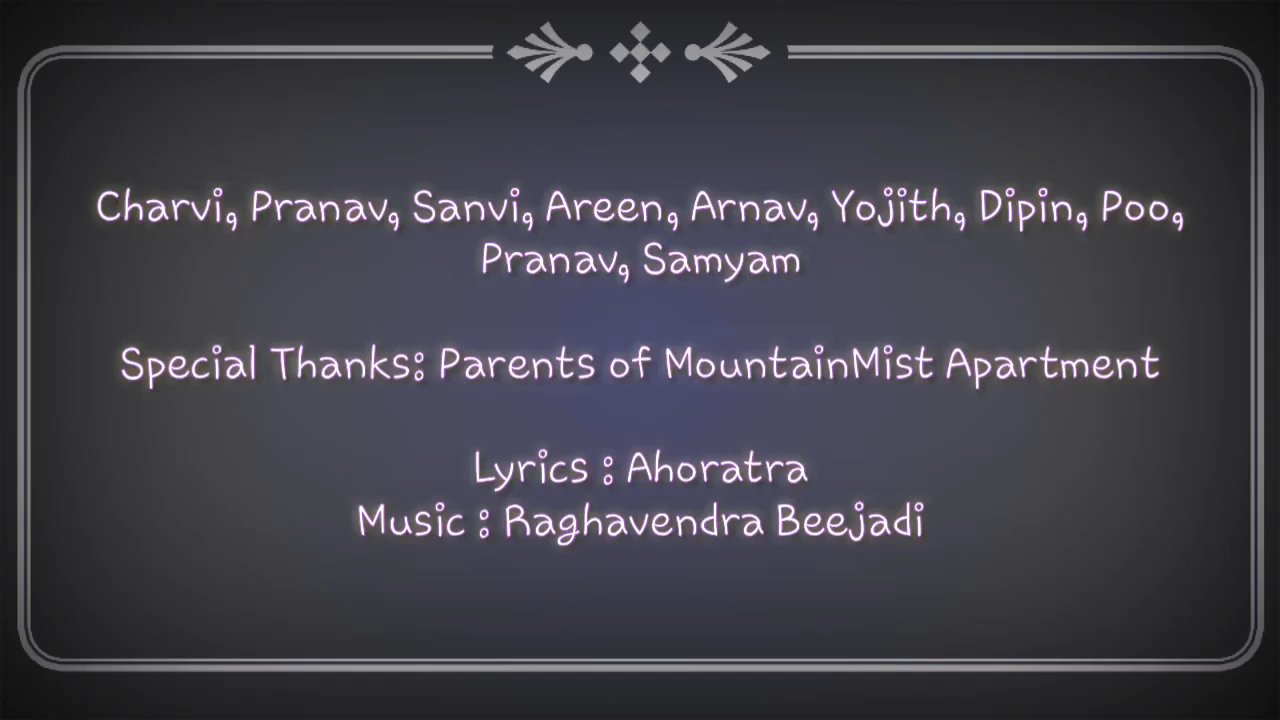 Charvi, Pranav, Sanvi, Areen, Arnav, Yojith, Dipin, Poo,
Pranav, Samyam
Special Thanks: Parents of MountainMist Apartment
Lyrics : Ahoratra
Music : Raghavendra Beejadi